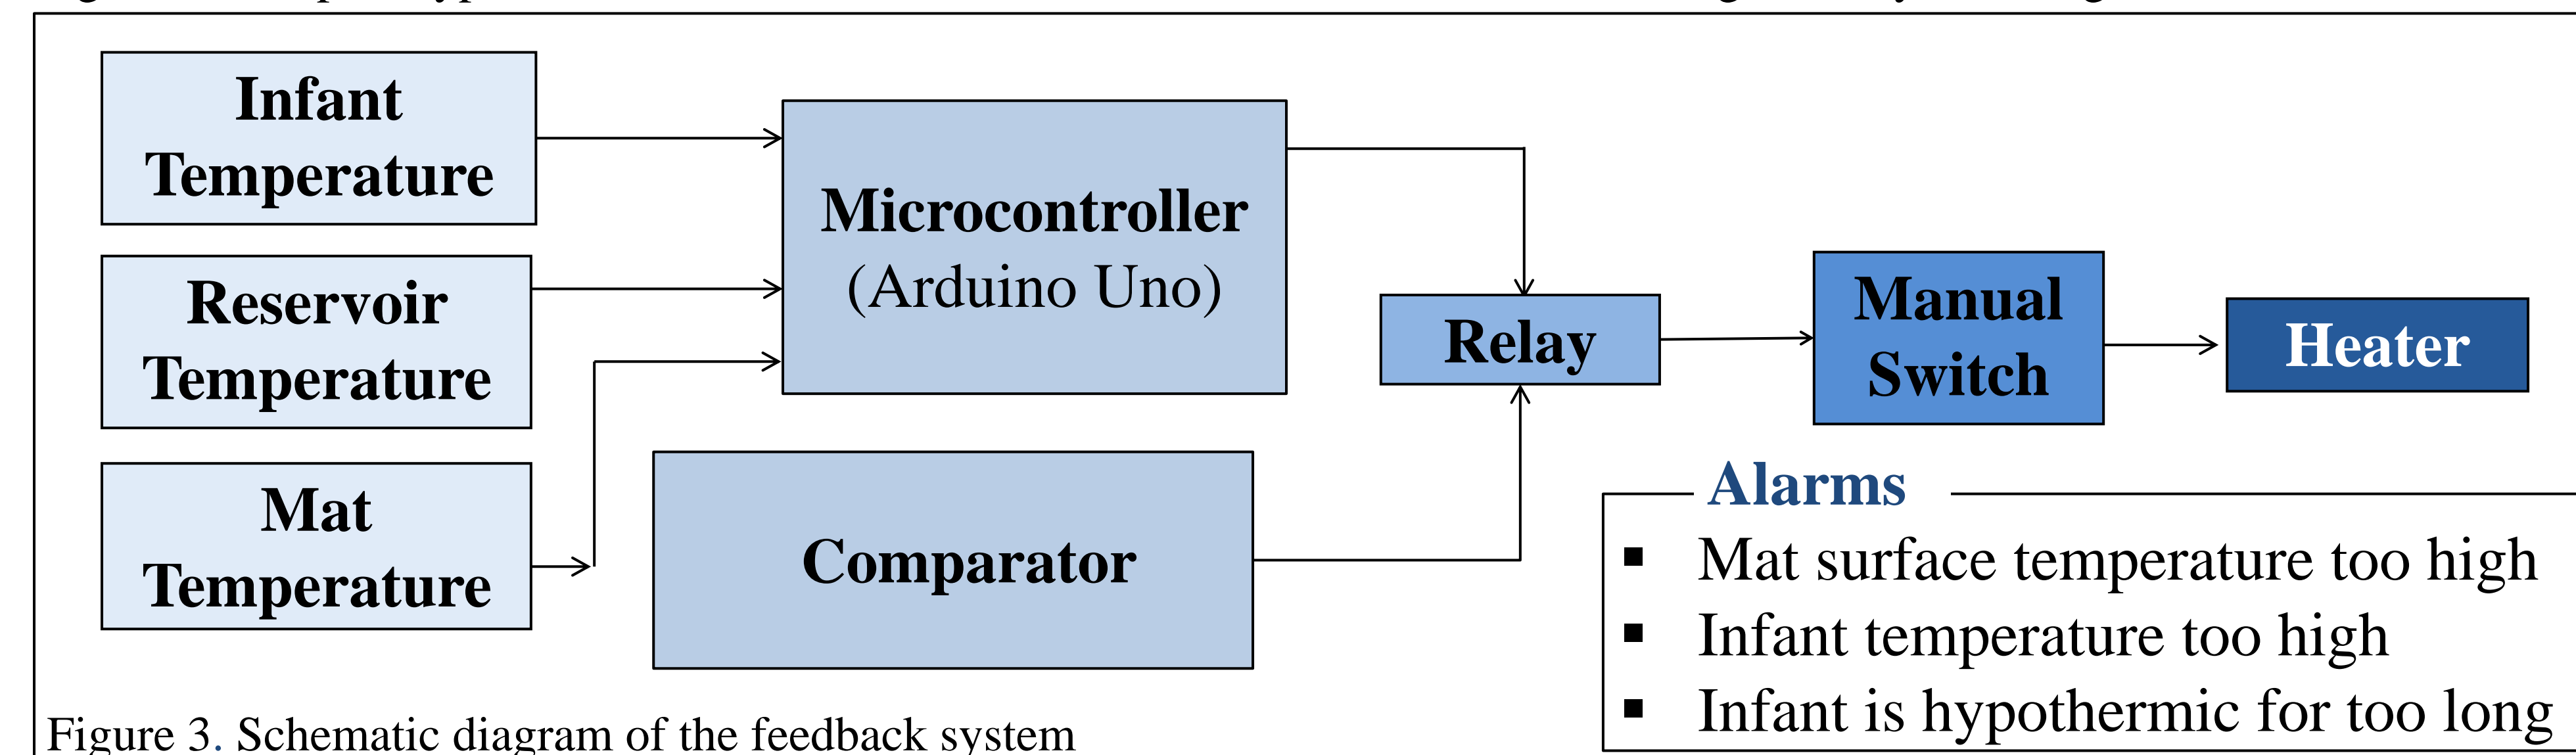 Infant
Temperature
Reservoir
Temperature
Mat
Temperature
Microcontroller
(Arduino Uno)
Comparator
Relay
Manual
Switch
Heater
Alarms
▪ Mat surface temperature too high
▪ Infant temperature too high
▪ Infant is hypothermic for too long
Figure 3. Schematic diagram of the feedback system